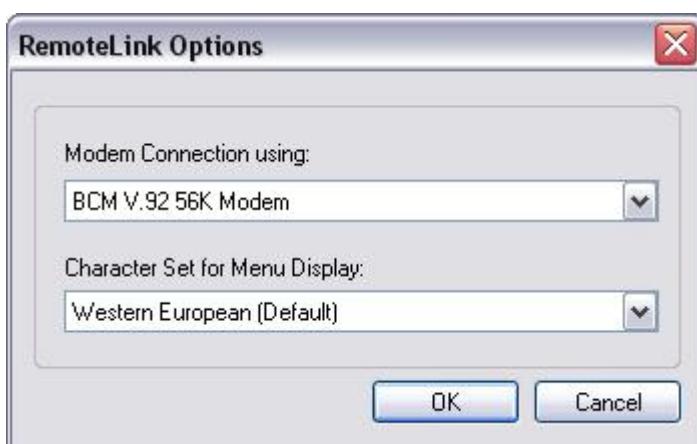 RemoteLink Options
Modem Connection using:
BCM V.92 56K Modem
Character Set for Menu Display:
Western European (Default)
OK Cancel